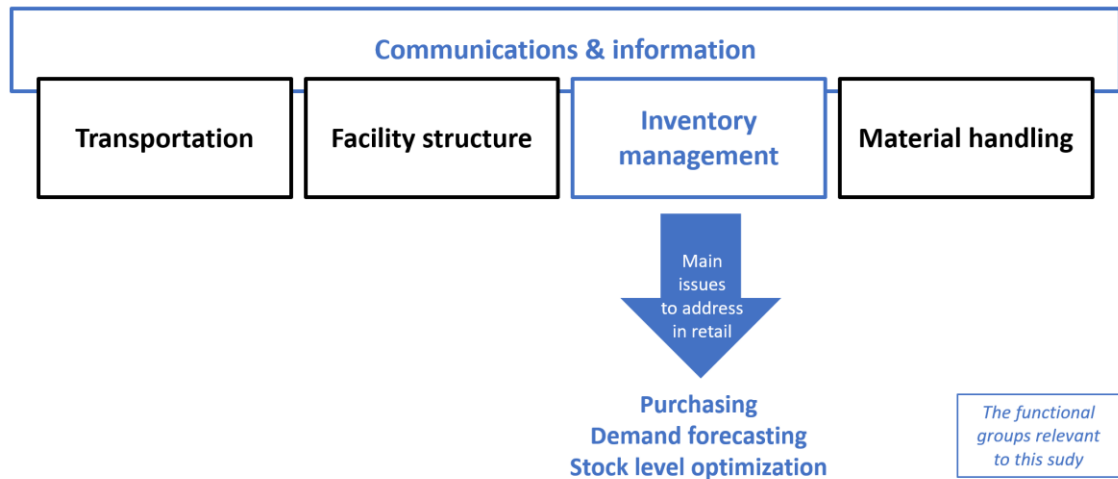 Communications & information
Transportation
Facility structure
Inventory
management
Material handling
Main
issues
to address
in retail
Purchasing
Demand forecasting
Stock level optimization
The functional
groups relevant
to this sudy